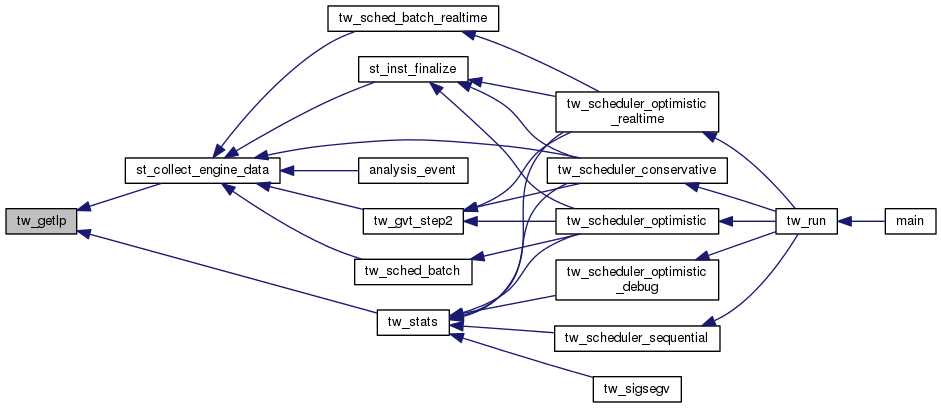 tw_sched_batch_realtime
st_inst_finalize
tw_scheduler_optimistic
_realtime
st_collect_engine_data
analysis_event
tw_scheduler_conservative
tw_getlp
tw_gvt_step2
tw_scheduler_optimistic
tw_run
main
tw_sched_batch
tw_scheduler_optimistic
_debug
tw_stats
tw_scheduler_sequential
tw_sigsegv